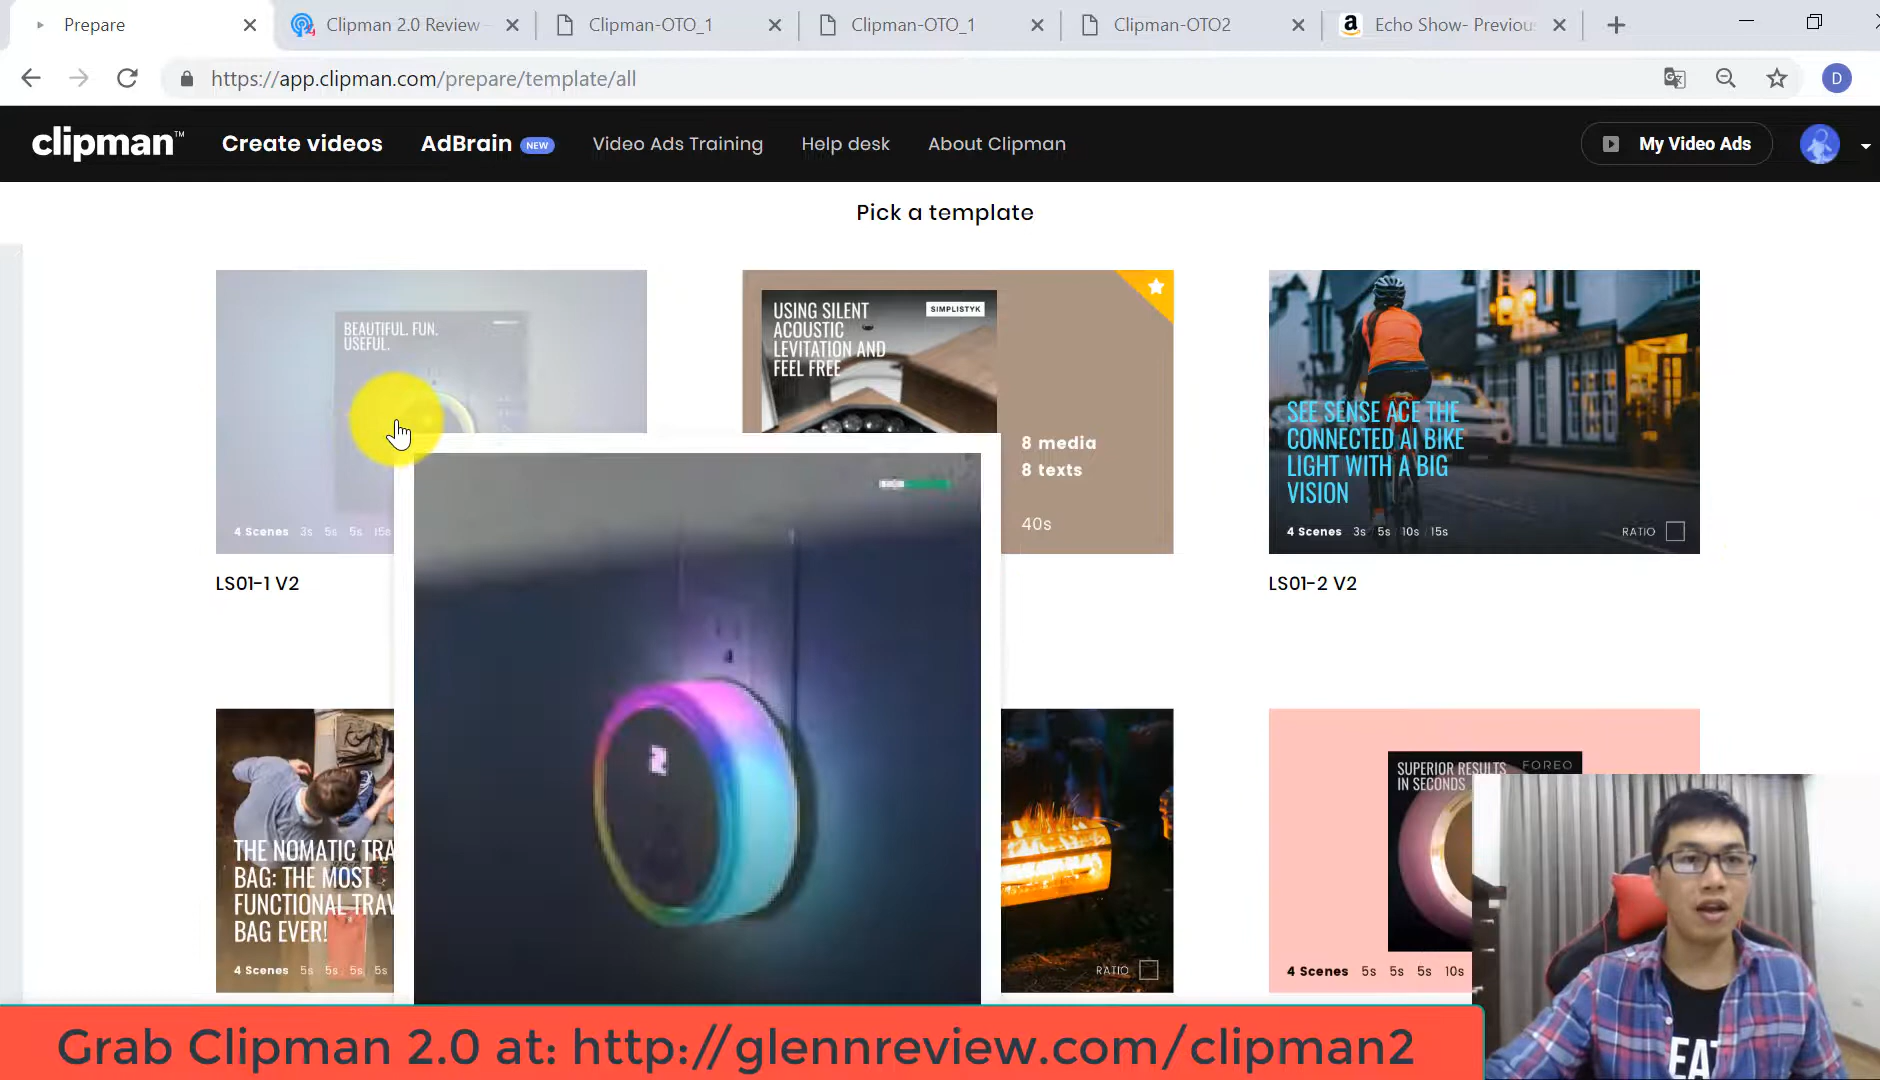 Prepare
Clipman 2.0 Review -
Clipman-OTO_1
Clipman-OTO_1
Clipman-OTO2
Echo Show- Previous
https://app.clipman.com/prepare/template/all
D
clipman™
Create videos
AdBrain NEW
Video Ads Training
Help desk
About Clipman
My Video Ads
Pick a template
BEAUTIFUL. FUN.
USEFUL.
4 Scenes 3s 5s 5s 15s
LS01-1 V2
USING SILENT
ACOUSTIC
LEVITATION AND
FEEL FREE
SIMPLISTYK
8 media
8 texts
40s
SEE SENSE ACE THE
CONNECTED AI BIKE
LIGHT WITH A BIG
VISION
4 Scenes 3s 5s 10s 15s
RATIO
LS01-2 V2
THE NOMATIC TRA
BAG: THE MOST
FUNCTIONAL TRAV
BAG EVER!
4 Scenes 5s 5s 5s 5s
RATIO
SUPERIOR RESULTS
IN SECONDS
FOREO
4 Scenes 5s 5s 5s 10s
EAT
Grab Clipman 2.0 at: http://glennreview.com/clipman2